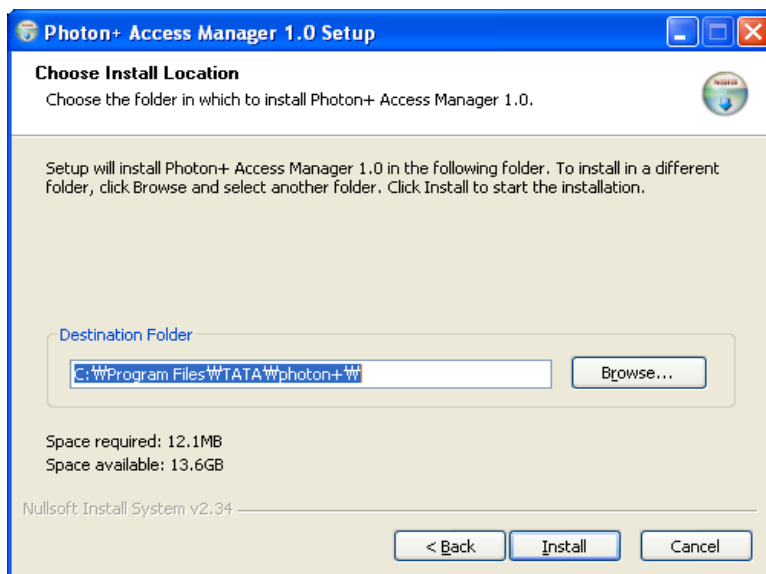 Photon+ Access Manager 1.0 Setup
Choose Install Location
Choose the folder in which to install Photon+ Access Manager 1.0.
Setup will install Photon+ Access Manager 1.0 in the following folder. To install in a different
folder, click Browse and select another folder. Click Install to start the installation.
Destination Folder
C:₩Program Files₩TATA₩photon+₩
Browse...
Space required: 12.1MB
Space available: 13.6GB
Nullsoft Install System v2.34
< Back
Install
Cancel